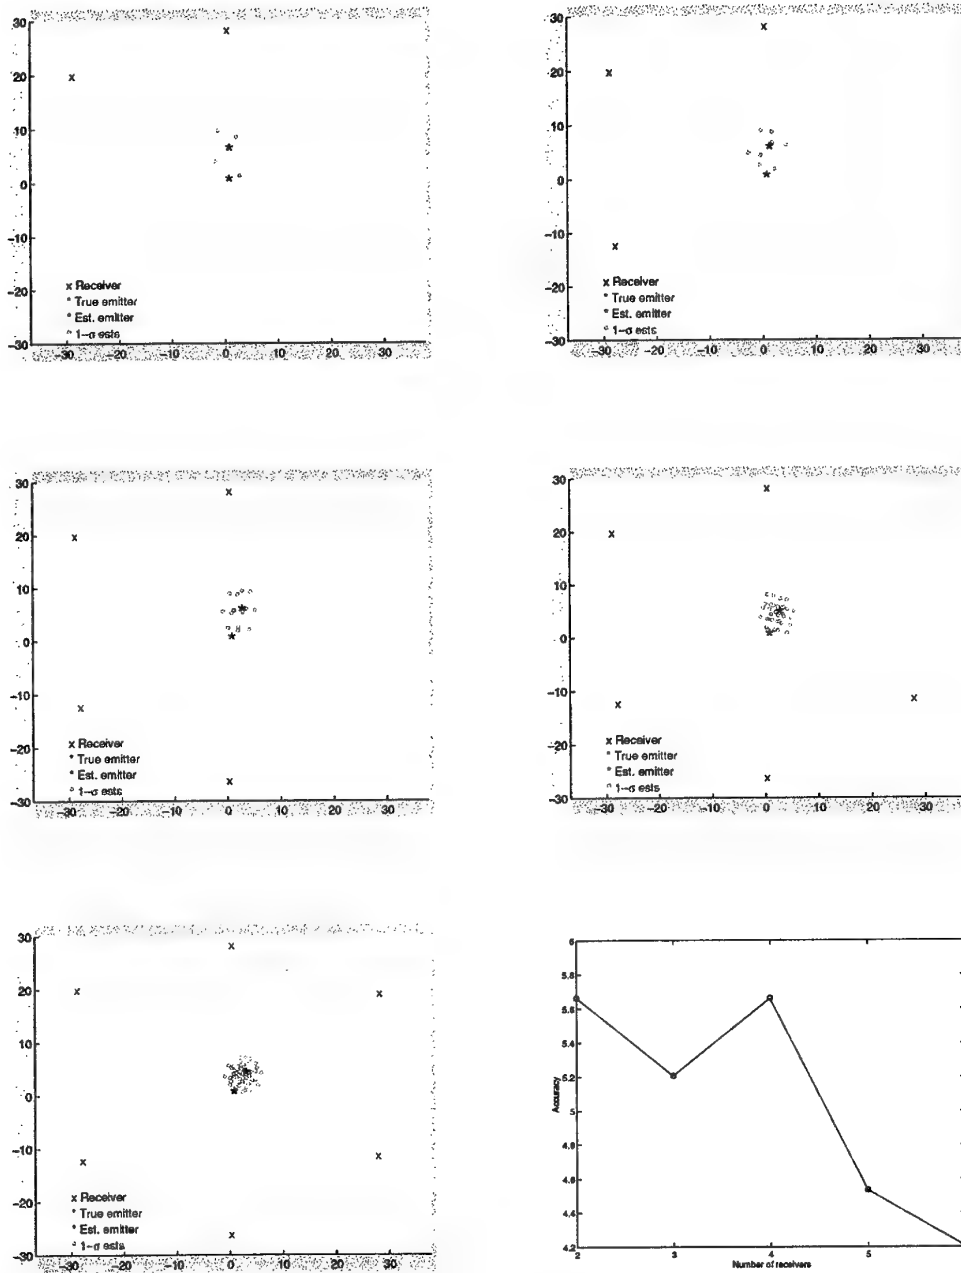 30
20
10
0
−10
−20
−30
x Receiver
* True emitter
* Est. emitter
o 1−σ ests
−30 −20 −10 0 10 20 30
30
20
10
0
−10
−20
−30
x Receiver
* True emitter
* Est. emitter
o 1−σ ests
−30 −20 −10 0 10 20 30
30
20
10
0
−10
−20
−30
x Receiver
* True emitter
* Est. emitter
o 1−σ ests
−30 −20 −10 0 10 20 30
30
20
10
0
−10
−20
−30
x Receiver
* True emitter
* Est. emitter
o 1−σ ests
−30 −20 −10 0 10 20 30
30
20
10
0
−10
−20
−30
x Receiver
* True emitter
* Est. emitter
1−σ ests
−30 −20 −10 0 10 20 30
6
5.8
5.6
5.4
5.2
5
4.8
4.6
4.4
4.2
Accuracy
2 3 4 5
Number of receivers